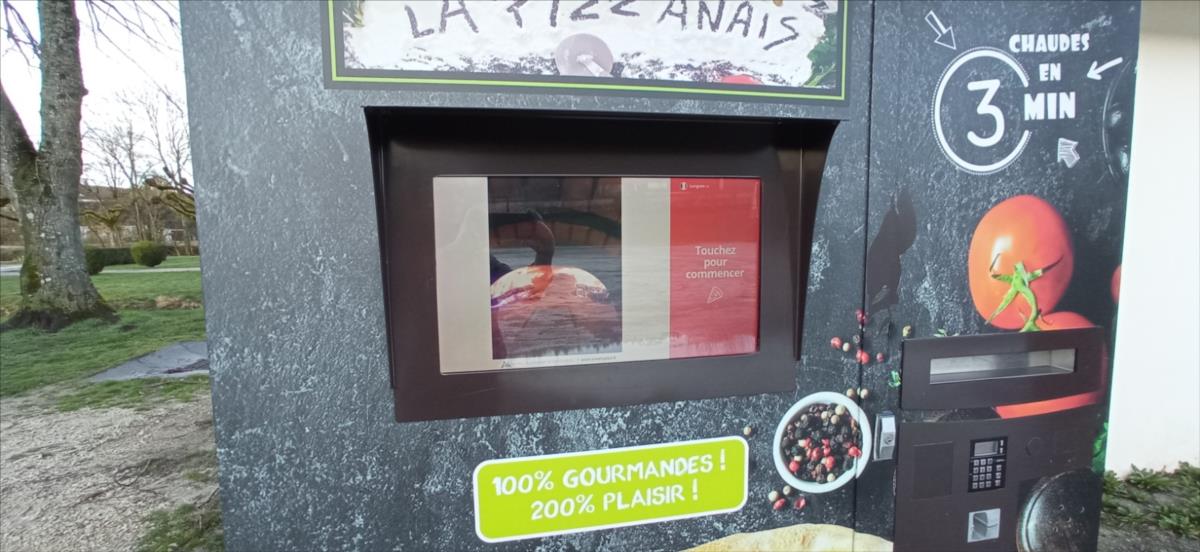 LA PIZZ'ANAIS
CHAUDES
EN
3
MIN
Touchez
pour
commencer
100% GOURMANDES !
200% PLAISIR !